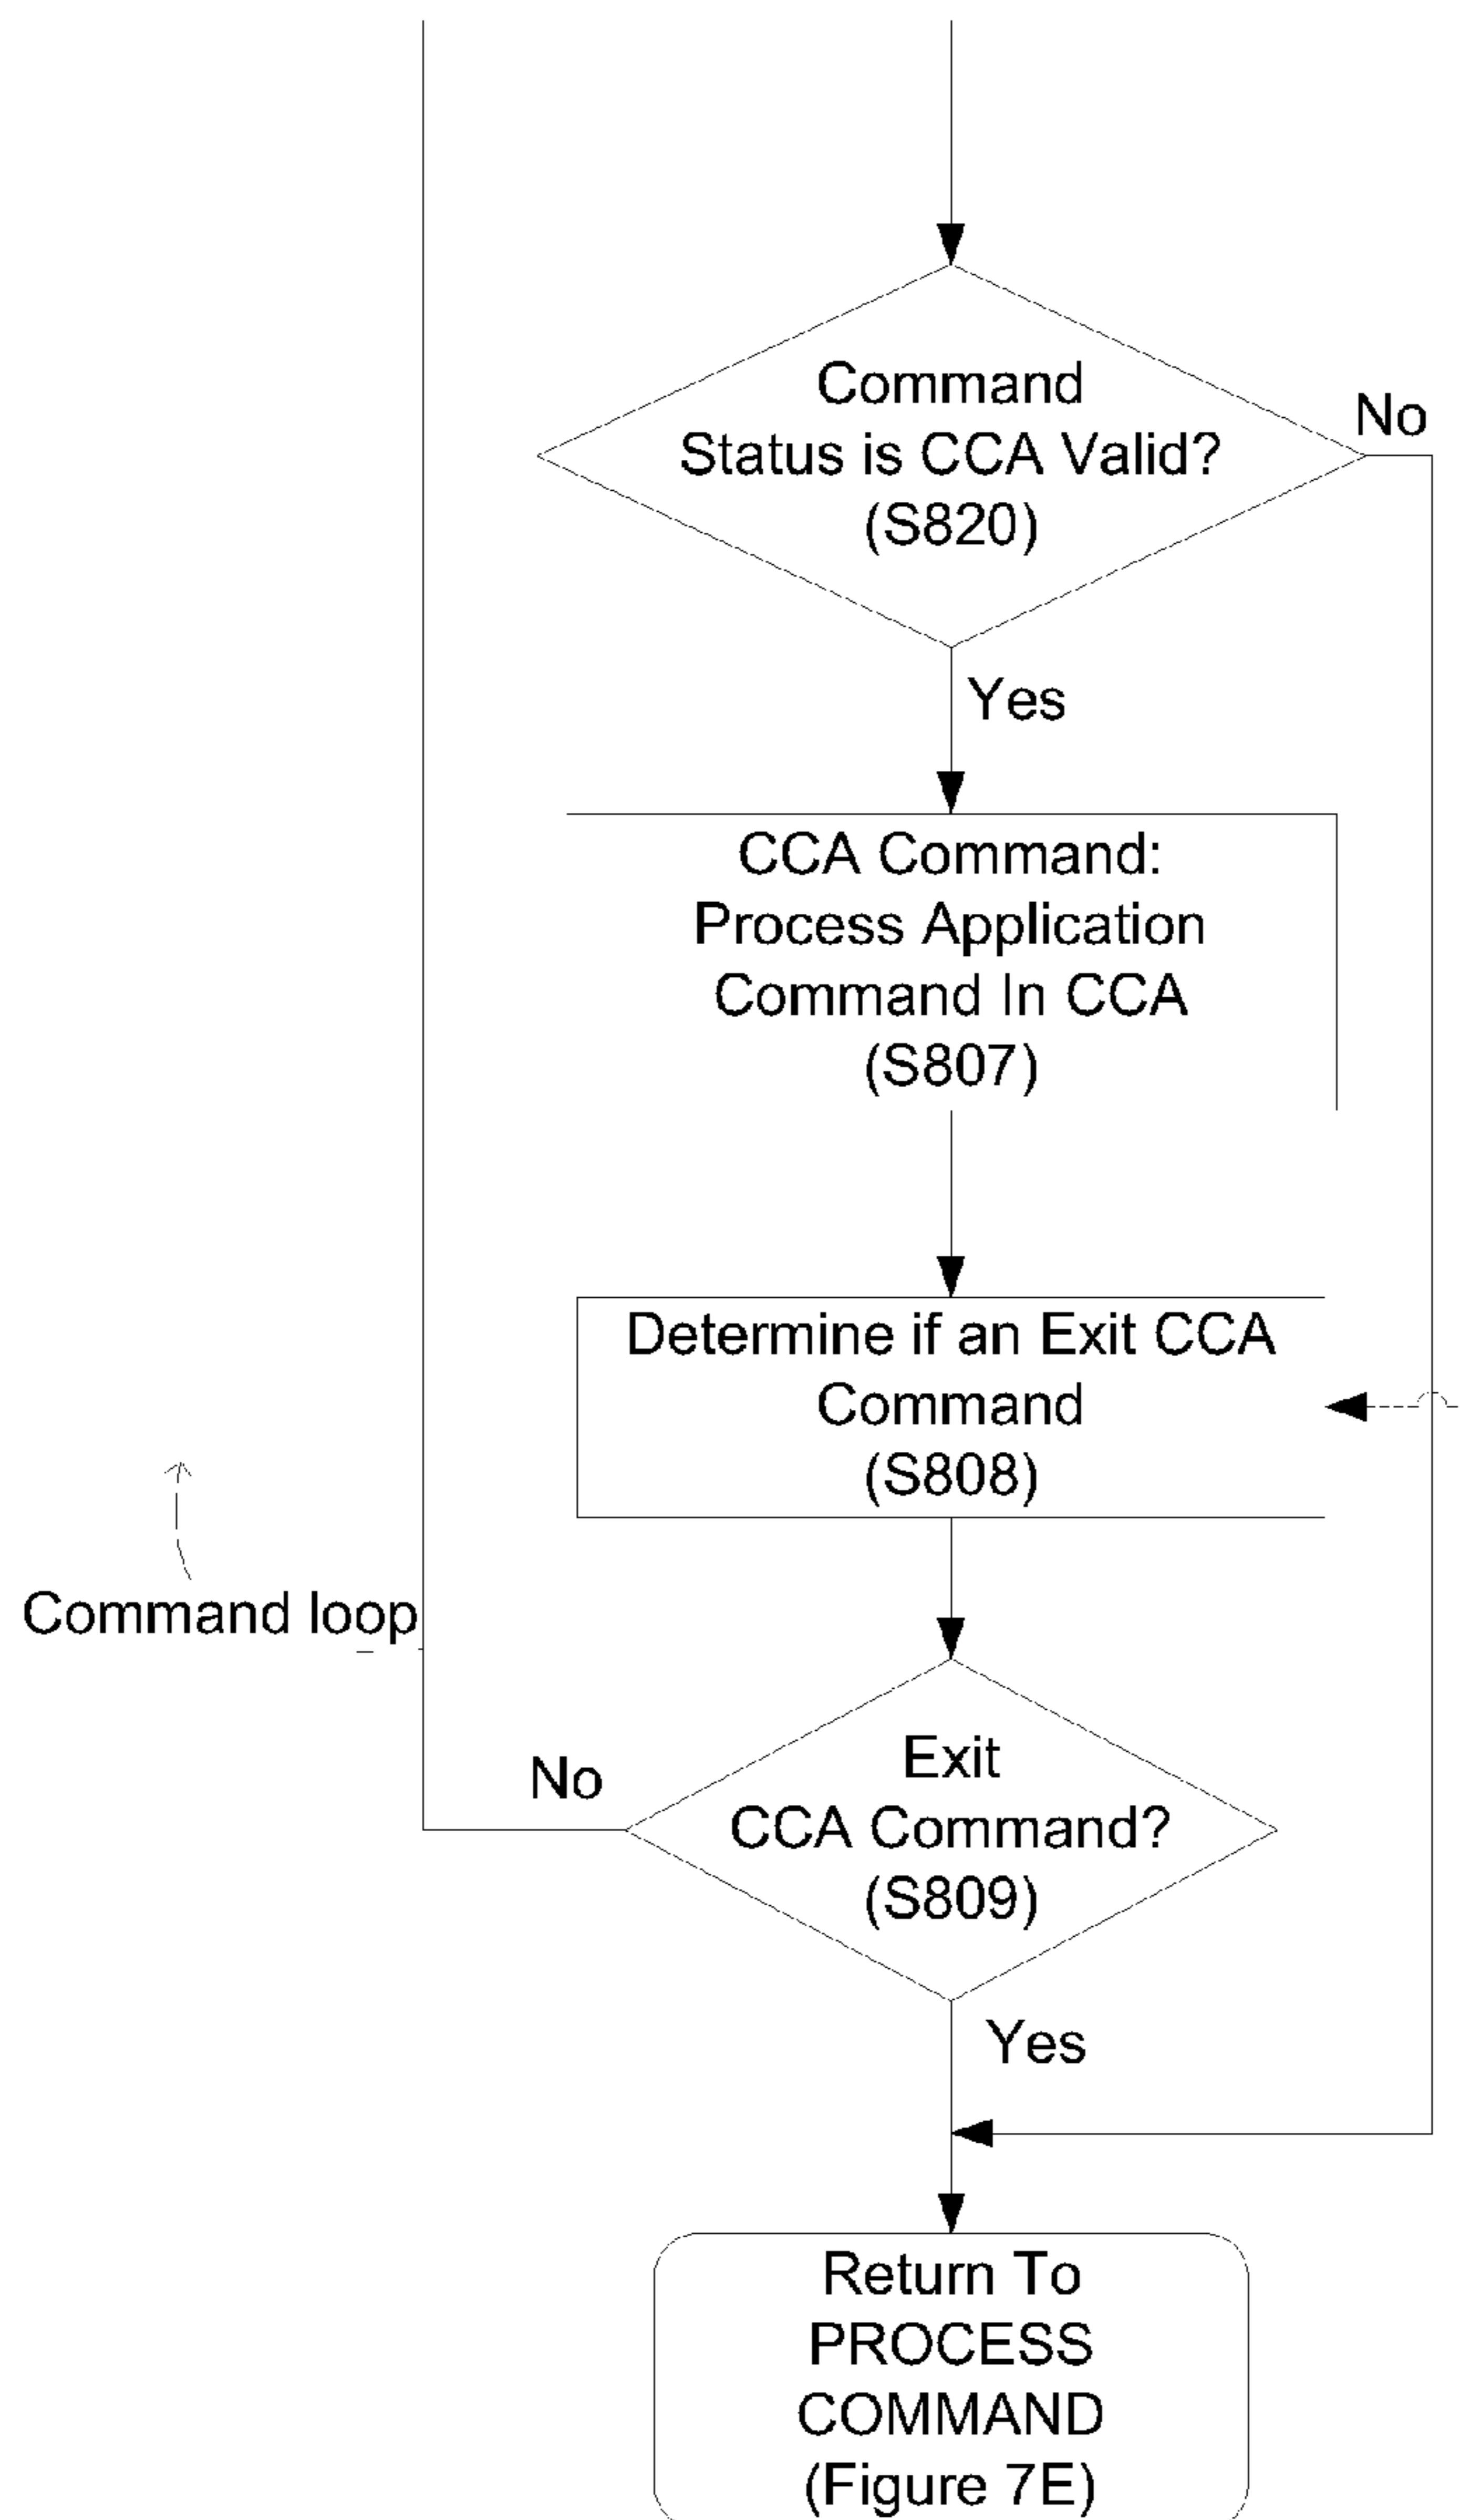 Command
Status is CCA Valid?
(S820)
No
Yes
CCA Command:
Process Application
Command In CCA
(S807)
Determine if an Exit CCA
Command
(S808)
Command loop
No
Exit
CCA Command?
(S809)
Yes
Return To
PROCESS
COMMAND
(Figure 7E)